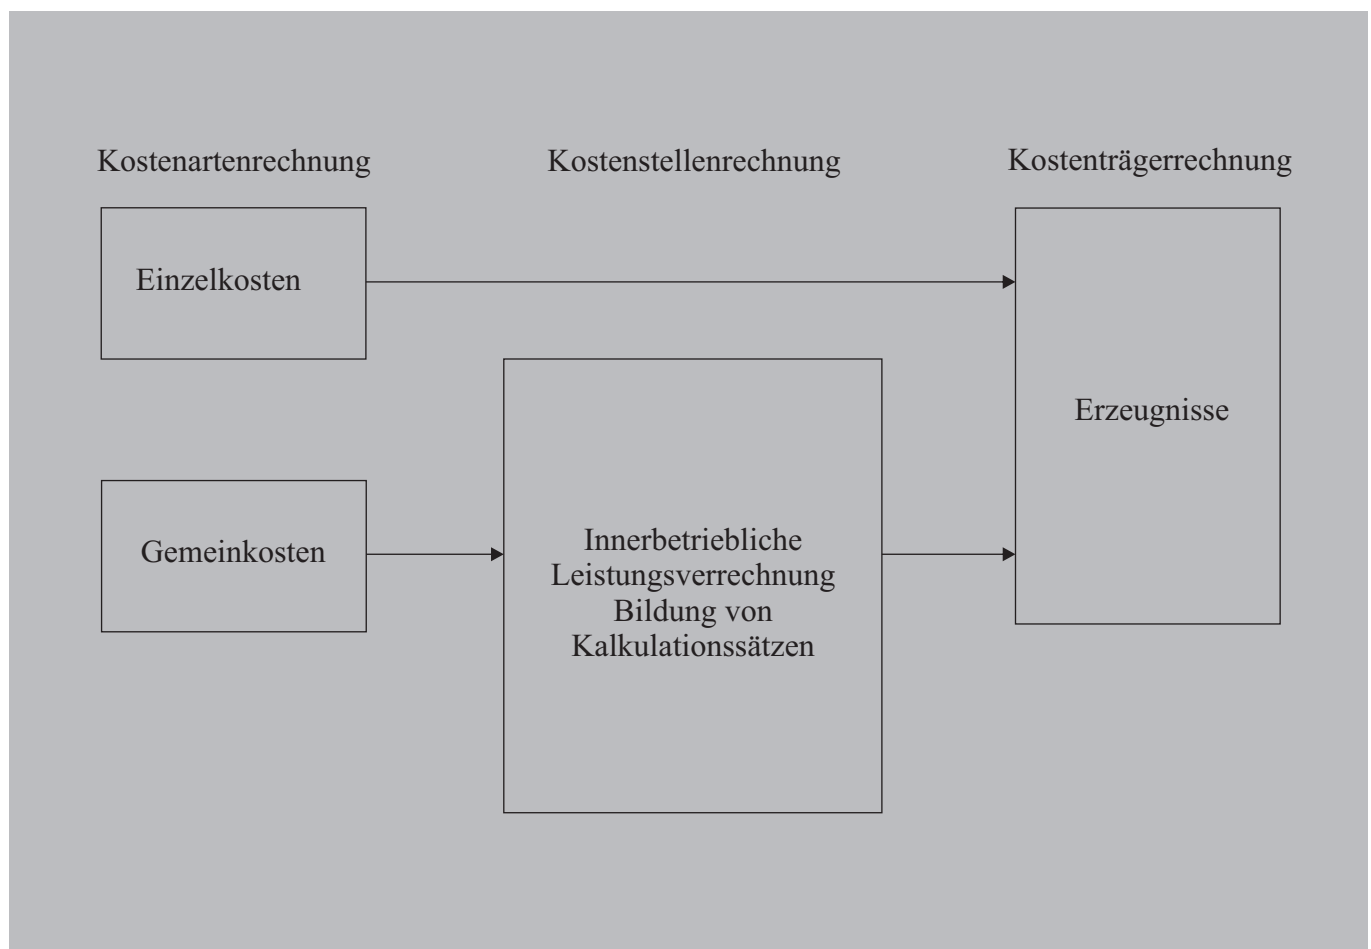 Kostenartenrechnung
Kostenstellenrechnung
Kostenträgerrechnung
Einzelkosten
Erzeugnisse
Gemeinkosten
Innerbetriebliche
Leistungsverrechnung
Bildung von
Kalkulationssätzen